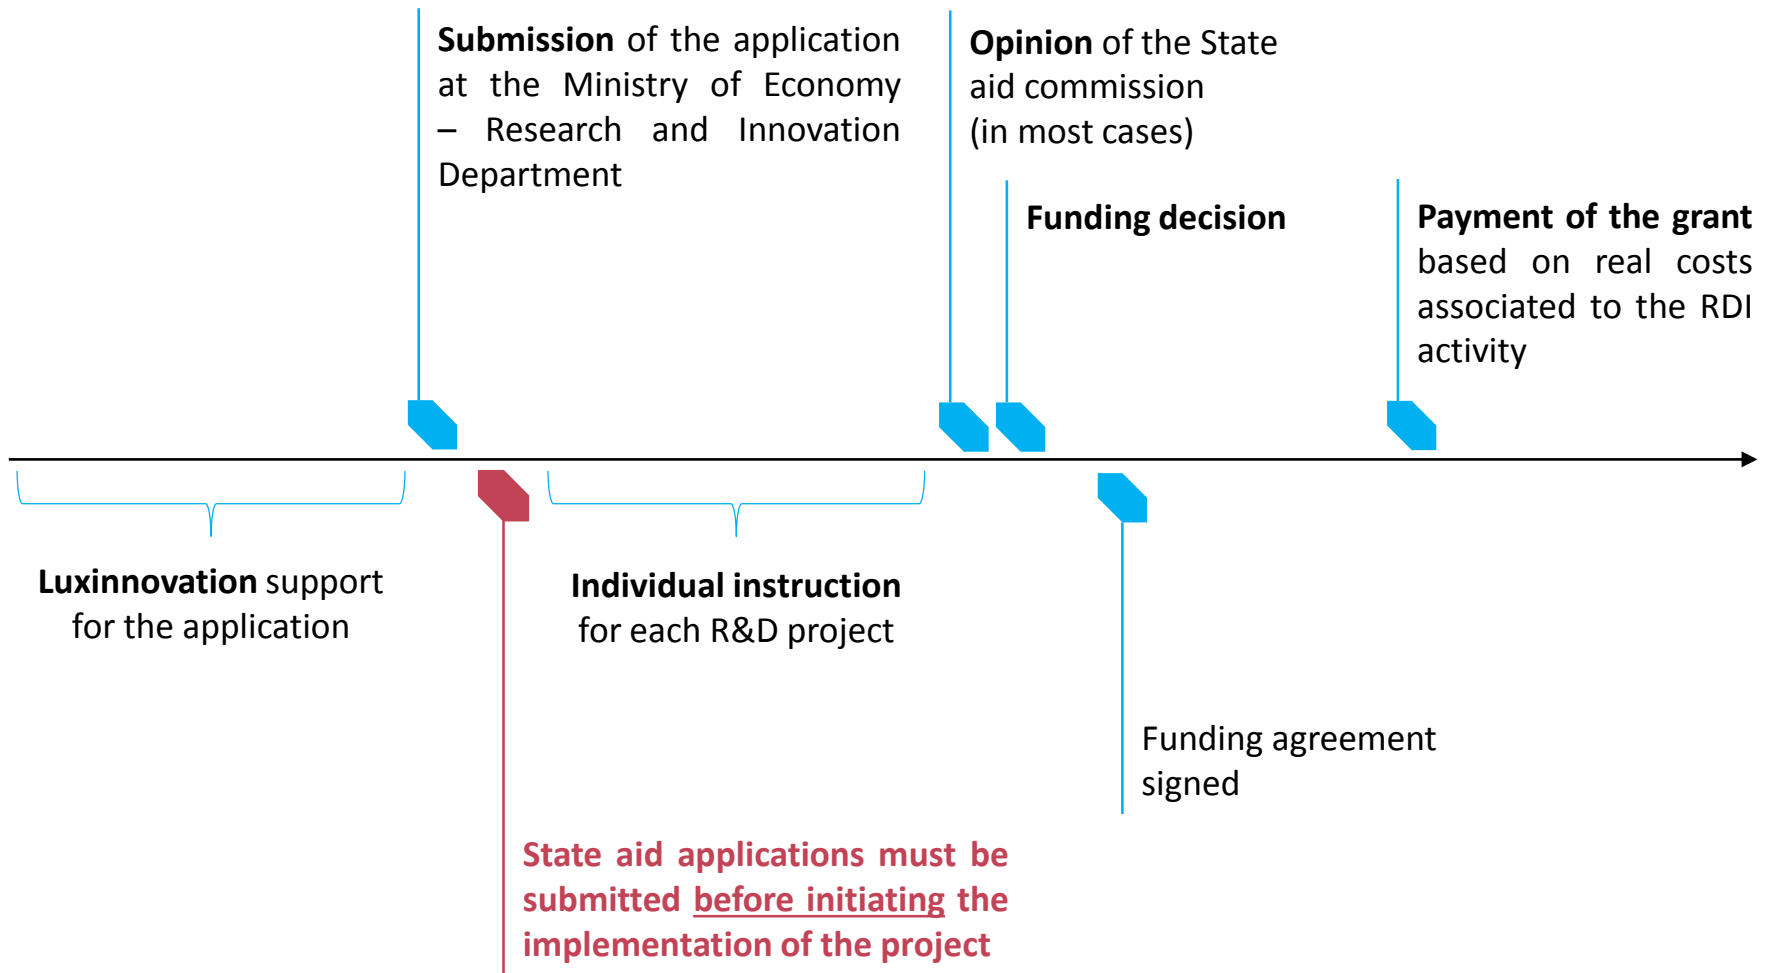 Submission of the application
at the Ministry of Economy
– Research and Innovation
Department
Opinion of the State
aid commission
(in most cases)
Funding decision
Payment of the grant
based on real costs
associated to the RDI
activity
Luxinnovation support
for the application
Individual instruction
for each R&D project
Funding agreement
signed
State aid applications must be
submitted before initiating the
implementation of the project